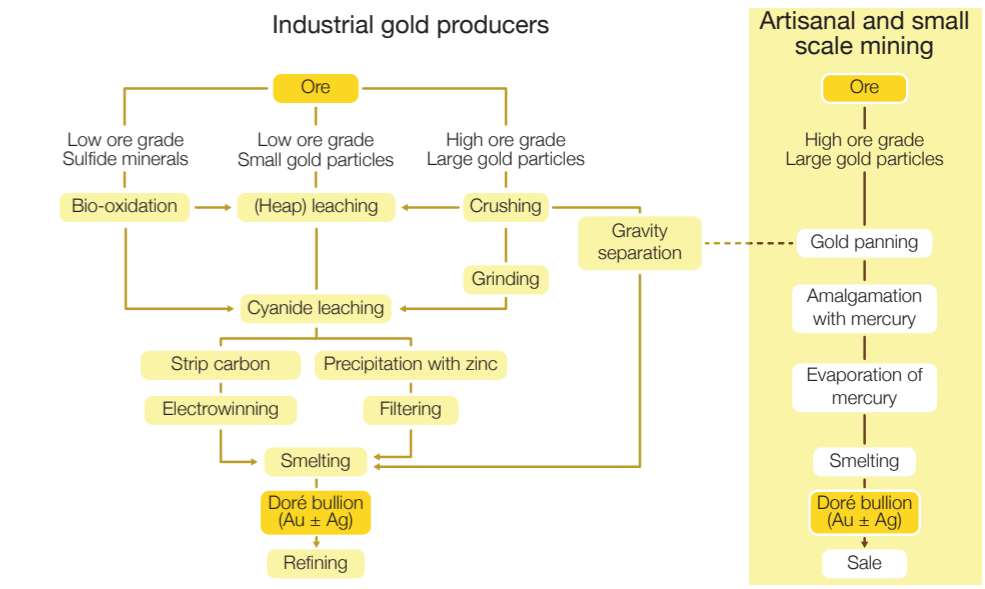 Industrial gold producers
Ore
Low ore grade
Sulfide minerals
Low ore grade
Small gold particles
High ore grade
Large gold particles
Bio-oxidation
(Heap) leaching
Crushing
Gravity
separation
Grinding
Cyanide leaching
Strip carbon
Precipitation with zinc
Electrowinning
Filtering
Smelting
Doré bullion
(Au ± Ag)
Refining
Artisanal and small
scale mining
Ore
High ore grade
Large gold particles
Gold panning
Amalgamation
with mercury
Evaporation of
mercury
Smelting
Doré bullion
(Au ± Ag)
Sale